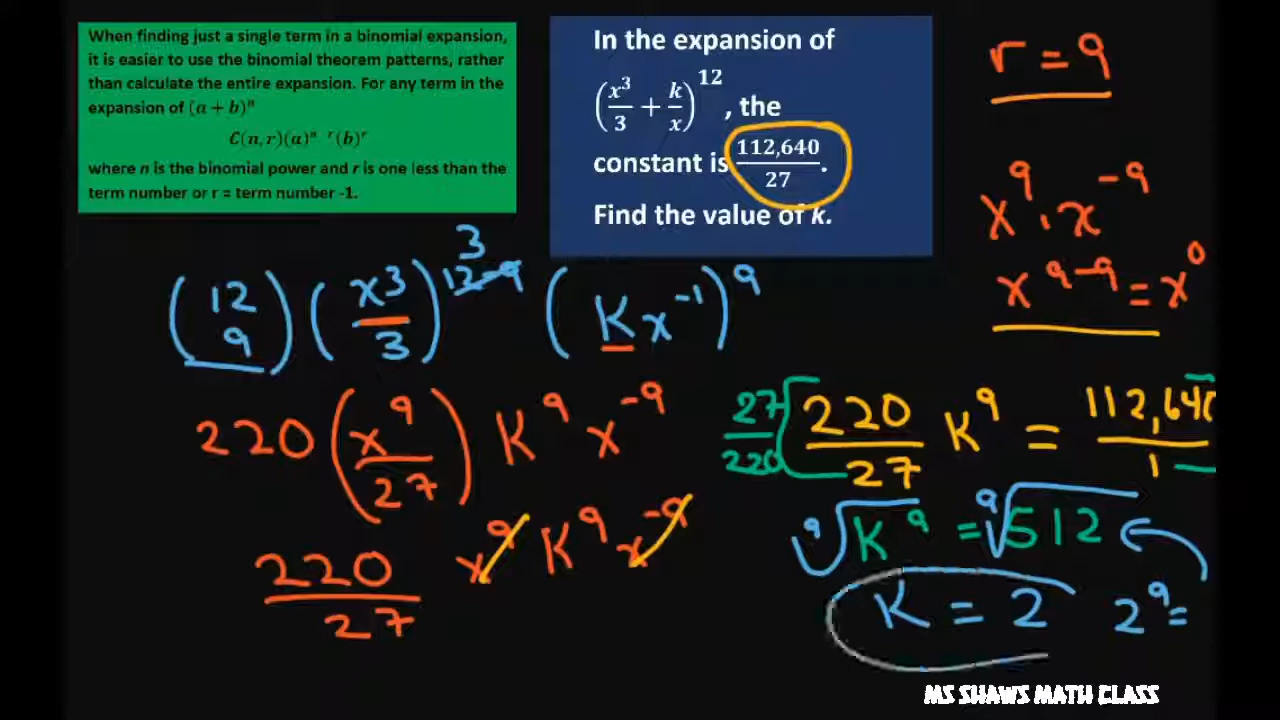 When finding just a single term in a binomial expansion,
it is easier to use the binomial theorem patterns, rather
than calculate the entire expansion. For any term in the
expansion of (a + b)ⁿ
C(n, r)(a)ⁿ ⁻ʳ(b)ʳ
where n is the binomial power and r is one less than the
term number or r = term number -1.
In the expansion of
(x³/3 + k/x)¹², the
constant is 112,640/27.
Find the value of k.
r = 9
x⁹ · x⁻⁹
x⁹⁻⁹ = x⁰
(12 9) (x3/3)¹²⁻⁹ 3 (Kx⁻¹)⁹
220 (x⁹/27) K⁹ x⁻⁹
220/27 x⁹ K⁹ x⁻⁹
27/220 [220/27 K⁹ = 112,640/1
⁹√K⁹ = ⁹√512
K = 2 2⁹ =
MS SHAWS MATH CLASS